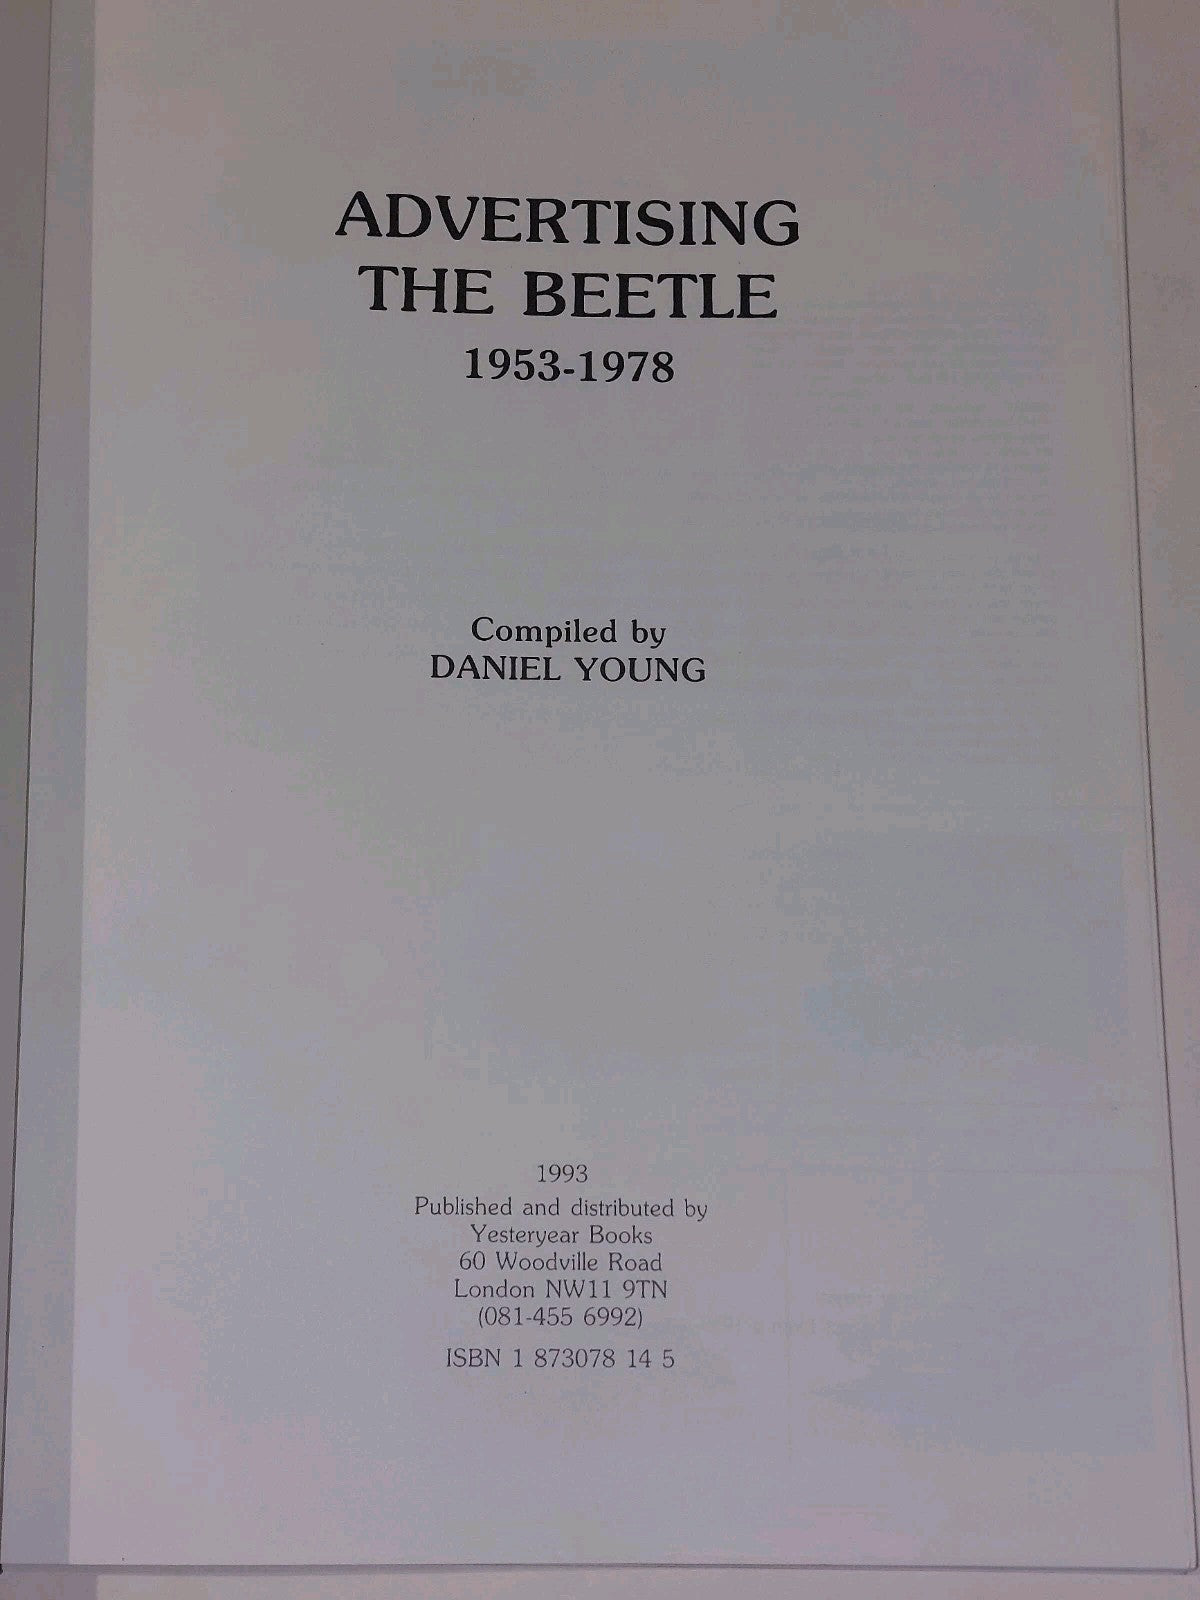 ADVERTISING
THE BEETLE
1953-1978
Compiled by
DANIEL YOUNG
1993
Published and distributed by
Yesteryear Books
60 Woodville Road
London NW11 9TN
(081-455 6992)
ISBN 1 873078 14 5